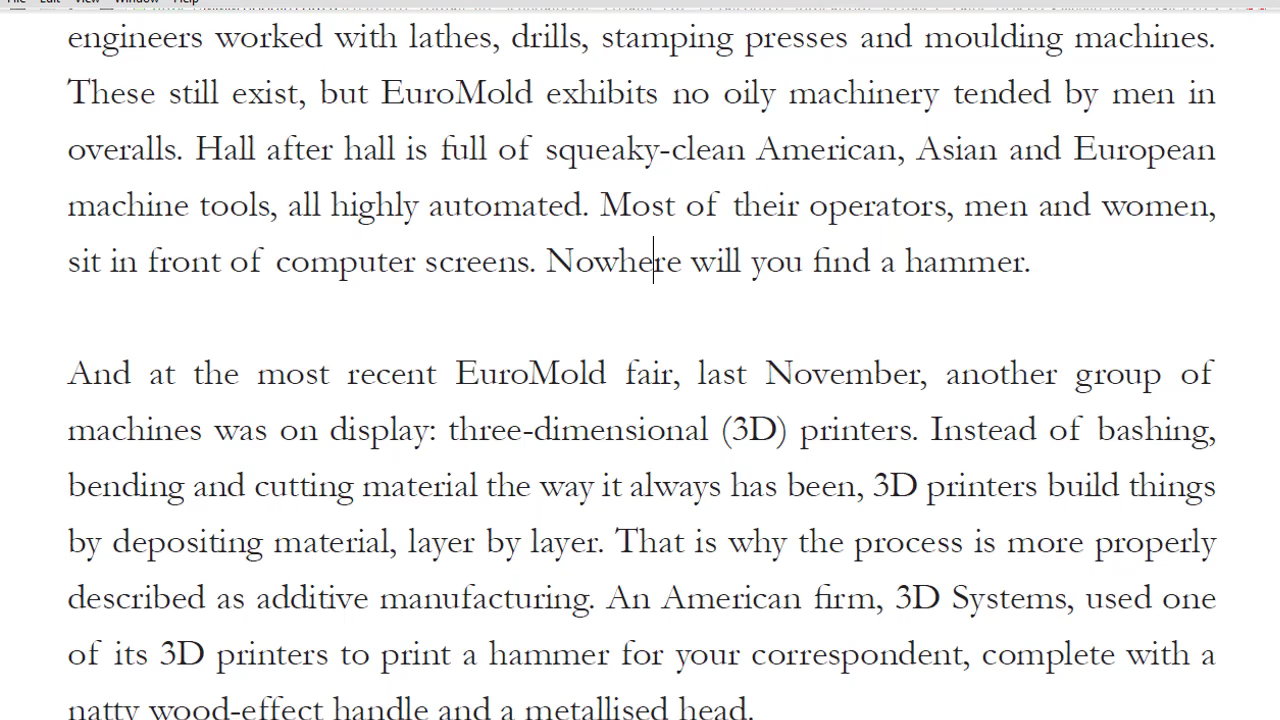 File Edit View Window Help
engineers worked with lathes, drills, stamping presses and moulding machines.
These still exist, but EuroMold exhibits no oily machinery tended by men in
overalls. Hall after hall is full of squeaky-clean American, Asian and European
machine tools, all highly automated. Most of their operators, men and women,
sit in front of computer screens. Nowhere will you find a hammer.
And at the most recent EuroMold fair, last November, another group of
machines was on display: three-dimensional (3D) printers. Instead of bashing,
bending and cutting material the way it always has been, 3D printers build things
by depositing material, layer by layer. That is why the process is more properly
described as additive manufacturing. An American firm, 3D Systems, used one
of its 3D printers to print a hammer for your correspondent, complete with a
natty wood-effect handle and a metallised head.